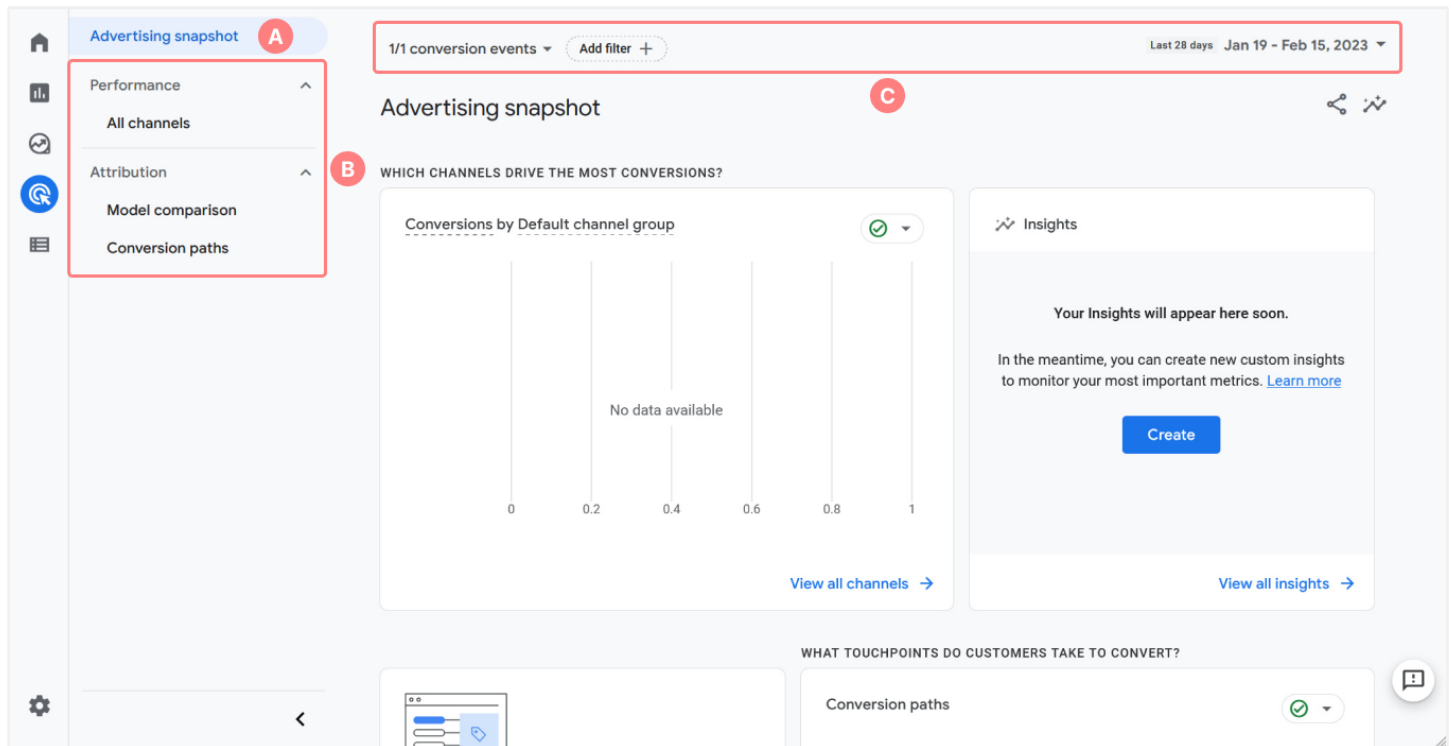 Advertising snapshot
A
Performance
All channels
Attribution
Model comparison
Conversion paths
B
1/1 conversion events
Add filter +
Last 28 days Jan 19 - Feb 15, 2023
C
Advertising snapshot
WHICH CHANNELS DRIVE THE MOST CONVERSIONS?
Conversions by Default channel group
No data available
0 0.2 0.4 0.6 0.8 1
View all channels →
Insights
Your Insights will appear here soon.
In the meantime, you can create new custom insights
to monitor your most important metrics. Learn more
Create
View all insights →
WHAT TOUCHPOINTS DO CUSTOMERS TAKE TO CONVERT?
Conversion paths